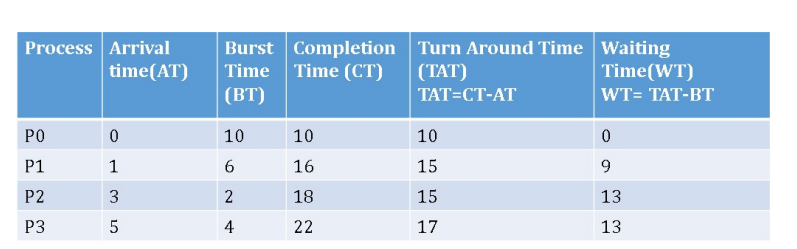 Process Arrival Burst Completion Turn Around Time Waiting
time(AT) Time Time (CT) (TAT) Time(WT)
(BT) TAT=CT-AT WT= TAT-BT
P0 0 10 10 10 0
P1 1 6 16 15 9
P2 3 2 18 15 13
P3 5 4 22 17 13